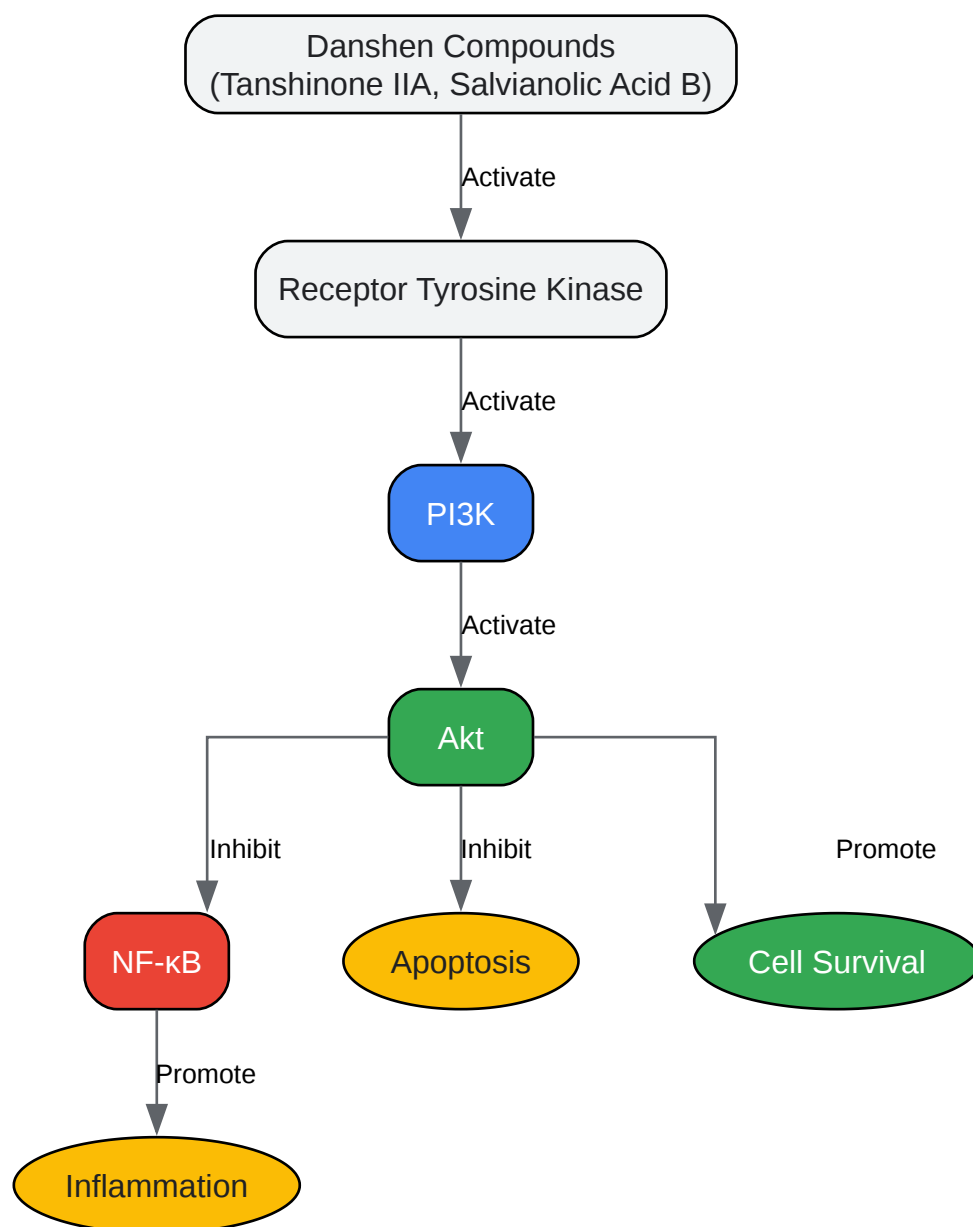 Danshen Compounds
(Tanshinone IIA, Salvianolic Acid B)
Activate
Receptor Tyrosine Kinase
Activate
PI3K
Activate
Akt
Inhibit
Inhibit
Promote
NF-κB
Apoptosis
Cell Survival
Promote
Inflammation